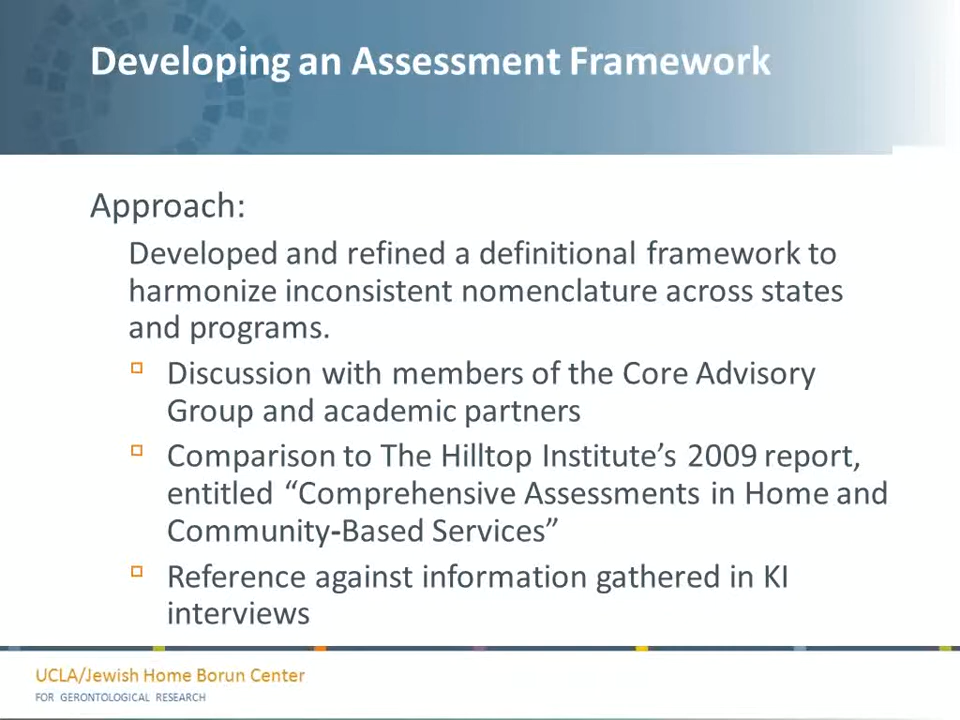 Developing an Assessment Framework
Approach:
Developed and refined a definitional framework to
harmonize inconsistent nomenclature across states
and programs.
Discussion with members of the Core Advisory
Group and academic partners
Comparison to The Hilltop Institute’s 2009 report,
entitled “Comprehensive Assessments in Home and
Community-Based Services”
Reference against information gathered in KI
interviews
UCLA/Jewish Home Borun Center
FOR GERONTOLOGICAL RESEARCH